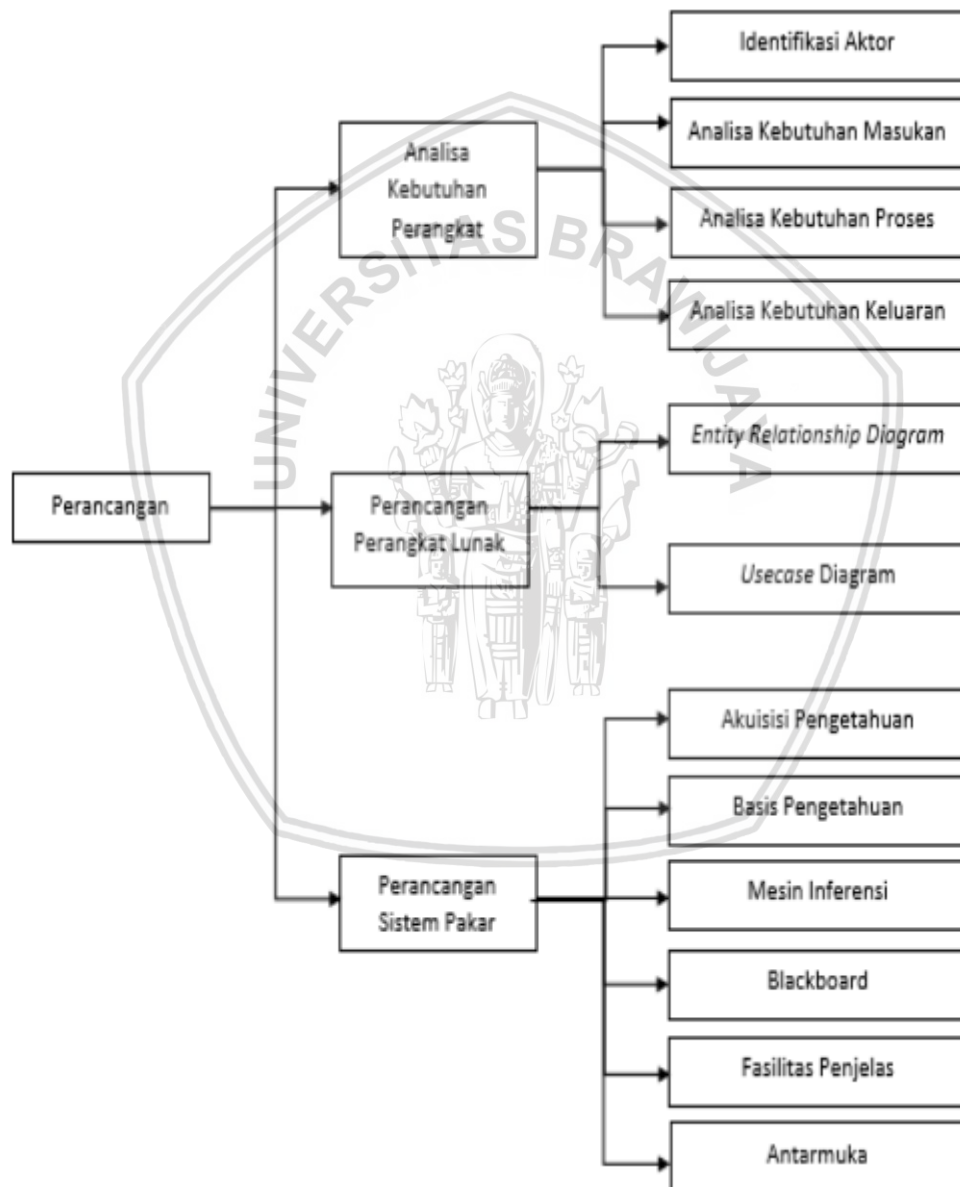 Identifikasi Aktor
Analisa
Kebutuhan
Perangkat
Analisa Kebutuhan Masukan
Analisa Kebutuhan Proses
Analisa Kebutuhan Keluaran
UNIVERSITAS BRAWIJAYA
Perancangan
Perancangan
Perangkat Lunak
Entity Relationship Diagram
Usecase Diagram
Perancangan
Sistem Pakar
Akuisisi Pengetahuan
Basis Pengetahuan
Mesin Inferensi
Blackboard
Fasilitas Penjelas
Antarmuka